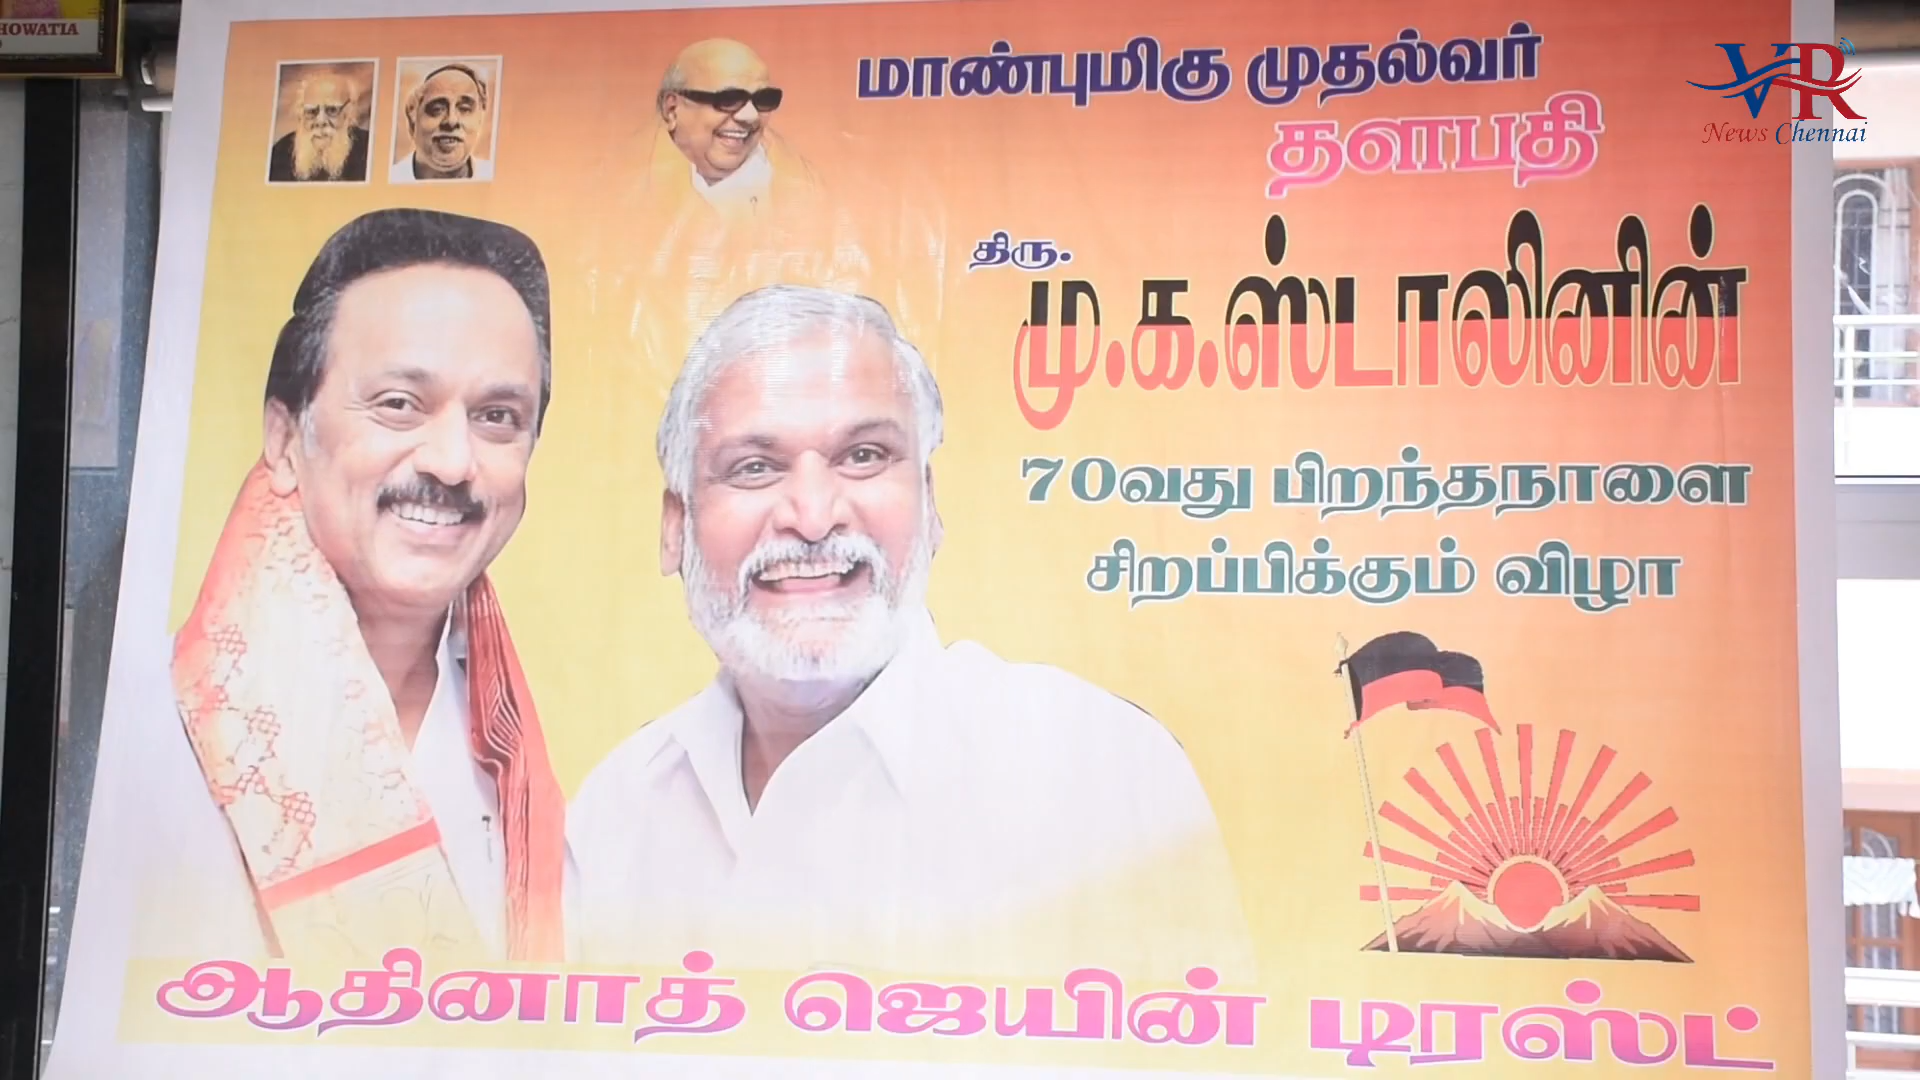 HOWATIA
VR
News Chennai
மாண்புமிகு முதல்வர்
தளபதி
திரு.
மு.க.ஸ்டாலினின்
70வது பிறந்தநாளை
சிறப்பிக்கும் விழா
ஆதினாத் ஜெயின் டிரஸ்ட்